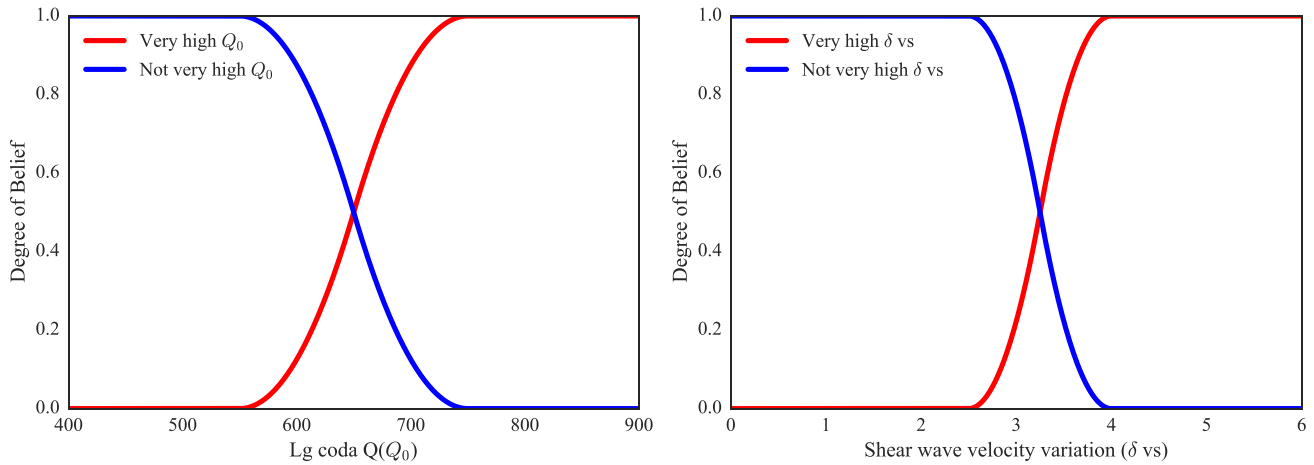 1.0
0.8
0.6
0.4
0.2
0.0
Degree of Belief
Very high Q₀
Not very high Q₀
400 500 600 700 800 900
Lg coda Q(Q₀)
1.0
0.8
0.6
0.4
0.2
0.0
Degree of Belief
Very high δ vs
Not very high δ vs
0 1 2 3 4 5 6
Shear wave velocity variation (δ vs)